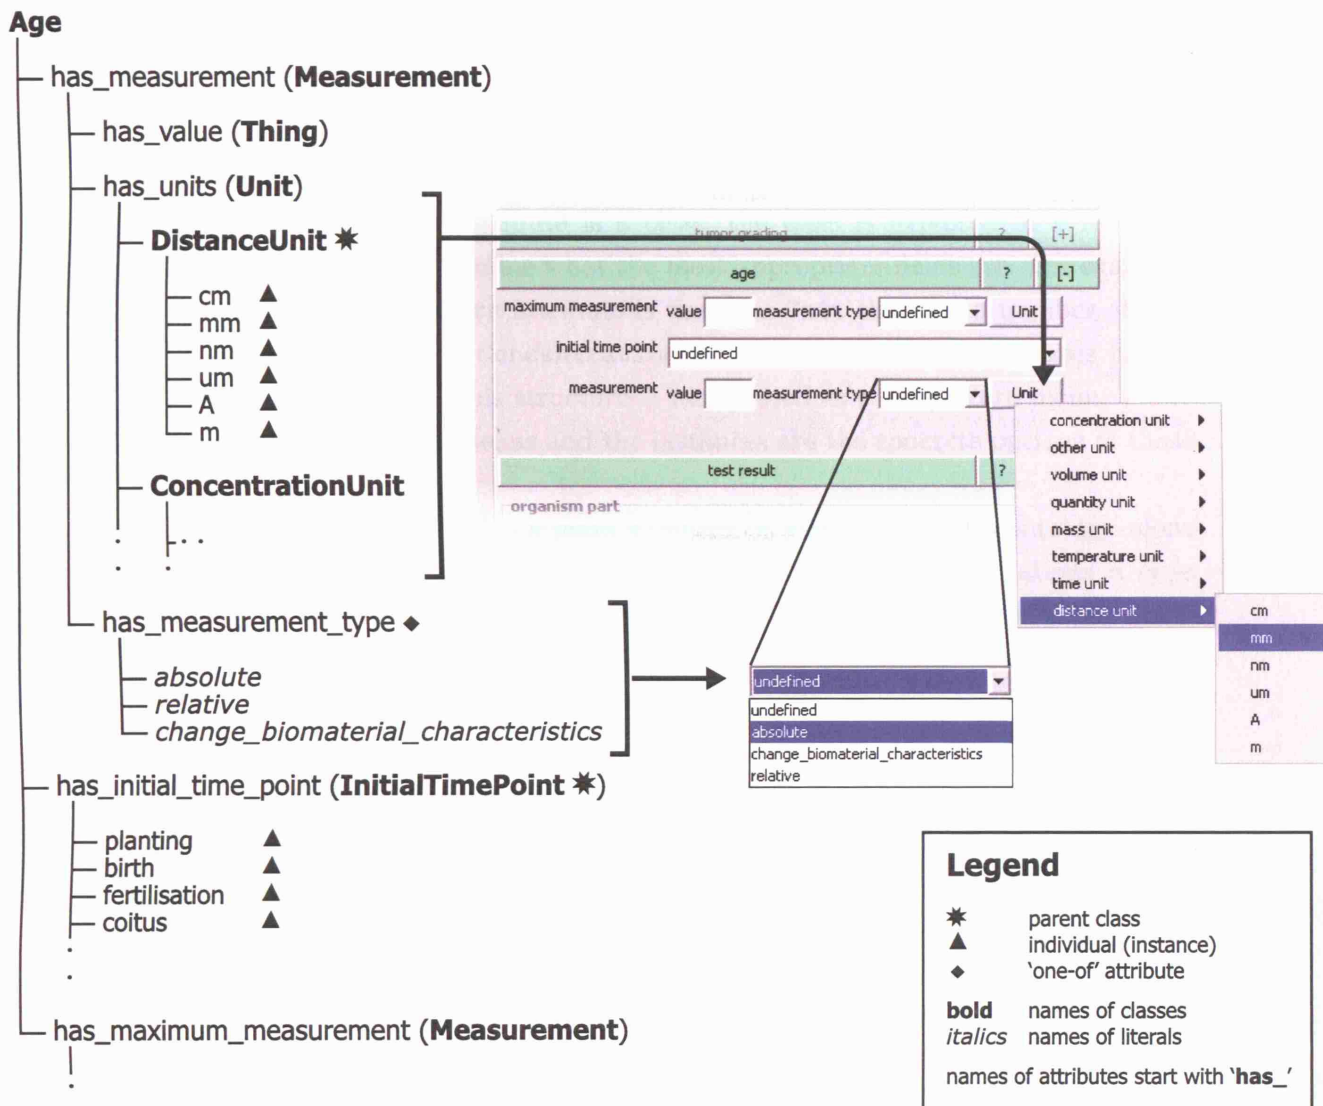 Age
has_measurement (Measurement)
has_value (Thing)
has_units (Unit)
DistanceUnit ✷
cm ▲
mm ▲
nm ▲
um ▲
A ▲
m ▲
ConcentrationUnit
has_measurement_type ◆
absolute
relative
change_biomaterial_characteristics
has_initial_time_point (InitialTimePoint ✷)
planting ▲
birth ▲
fertilisation ▲
coitus ▲
has_maximum_measurement (Measurement)
tumor grading ? [+]
age ? [-]
maximum measurement value measurement type undefined Unit
initial time point undefined
measurement value measurement type undefined Unit
test result ?
organism part
concentration unit
other unit
volume unit
quantity unit
mass unit
temperature unit
time unit
distance unit
cm
mm
nm
um
A
m
undefined
undefined
absolute
change_biomaterial_characteristics
relative
Legend
✷ parent class
▲ individual (instance)
◆ 'one-of' attribute
bold names of classes
italics names of literals
names of attributes start with 'has_'